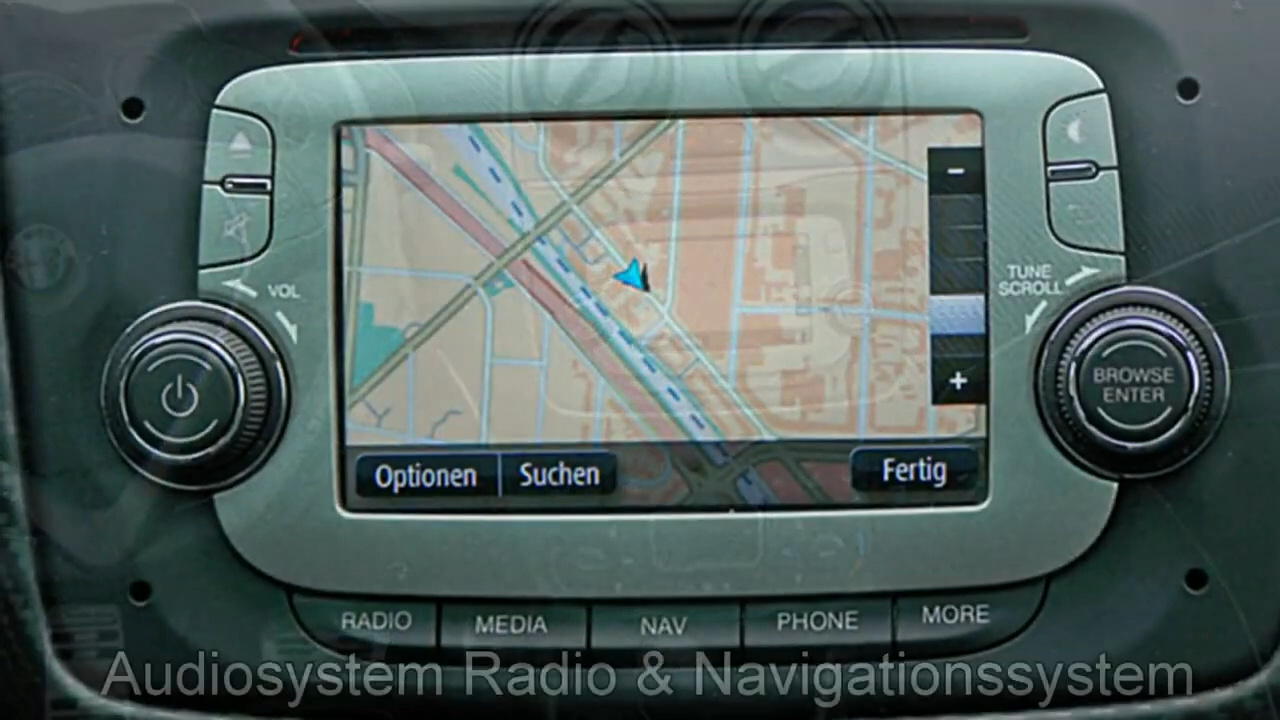 VOL
TUNE
SCROLL
BROWSE
ENTER
-
+
Optionen Suchen Fertig
RADIO MEDIA NAV PHONE MORE
Audiosystem Radio & Navigationssystem